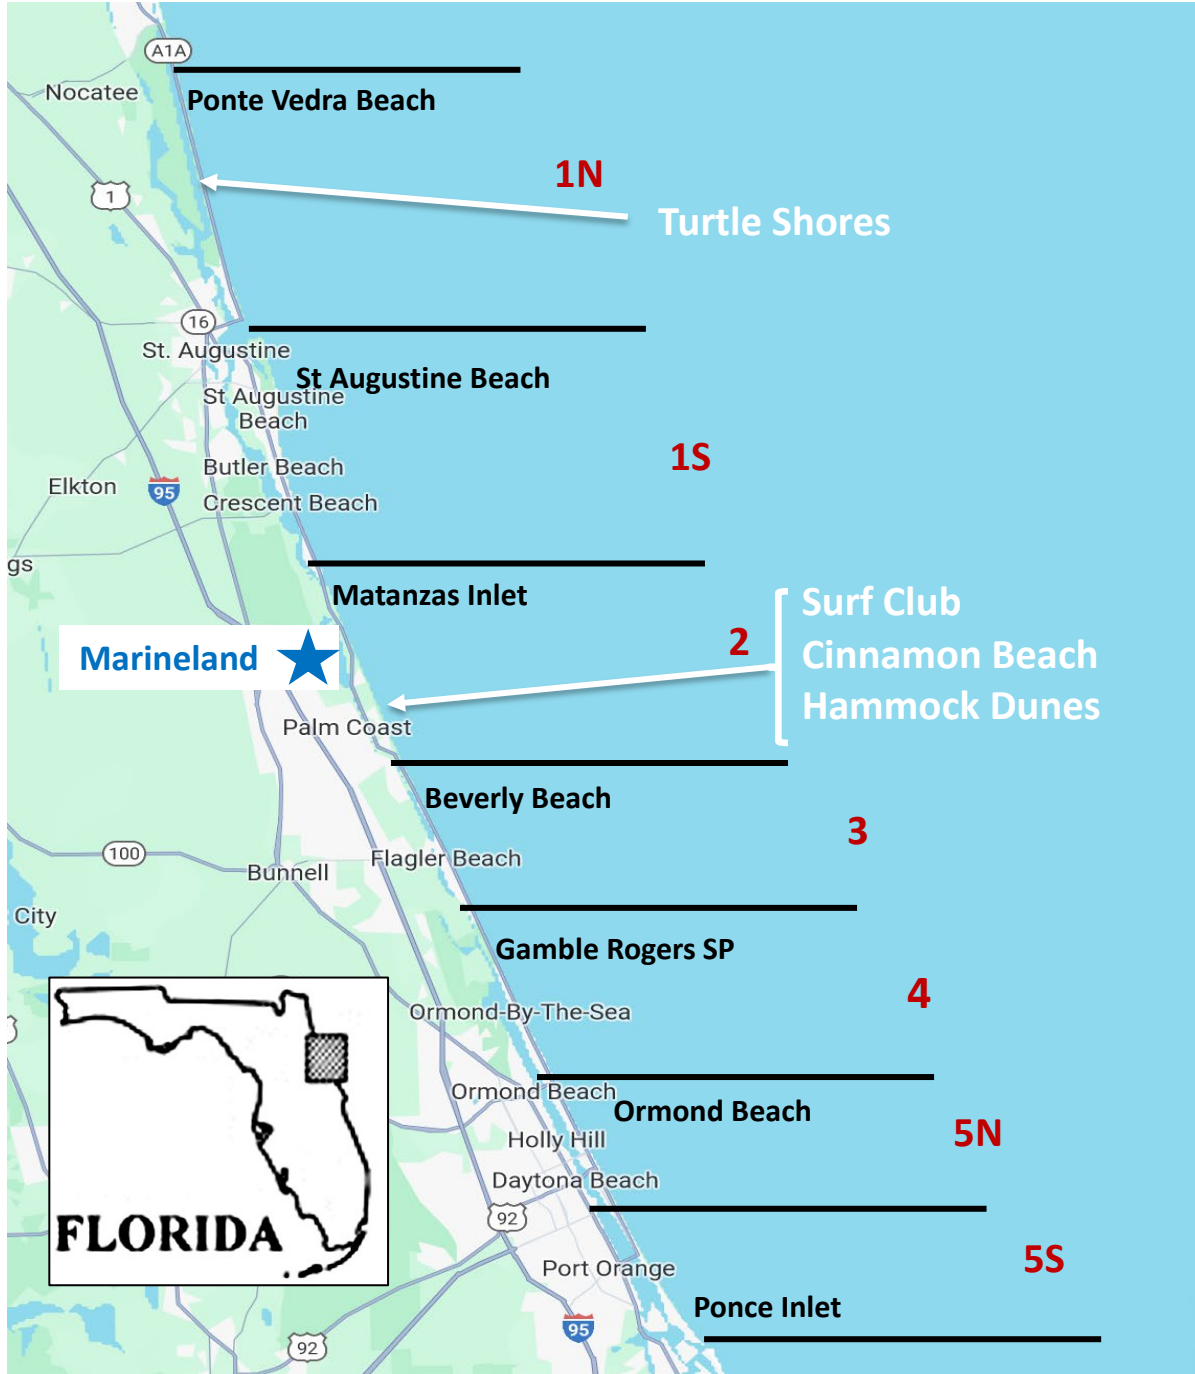 A1A
Nocatee
Ponte Vedra Beach
1N
1
Turtle Shores
16
St. Augustine
St Augustine Beach
St Augustine
Beach
1S
Butler Beach
Elkton
95
Crescent Beach
gs
Matanzas Inlet
Surf Club
2
Marineland
Cinnamon Beach
Hammock Dunes
Palm Coast
Beverly Beach
3
100
Flagler Beach
Bunnell
City
Gamble Rogers SP
4
Ormond-By-The-Sea
Ormond Beach
Ormond Beach
5N
Holly Hill
Daytona Beach
92
FLORIDA
5S
Port Orange
Ponce Inlet
95
92